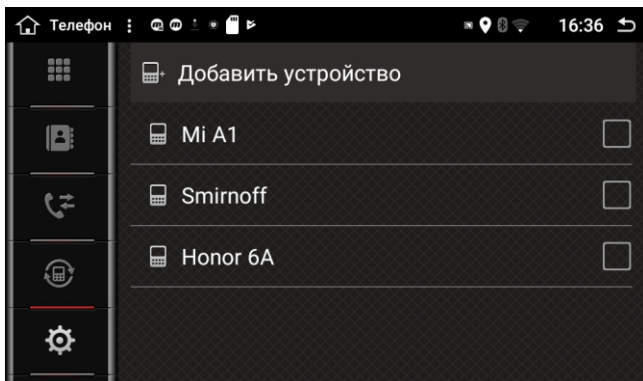 Телефон 16:36
Добавить устройство
Mi A1
Smirnoff
Honor 6A